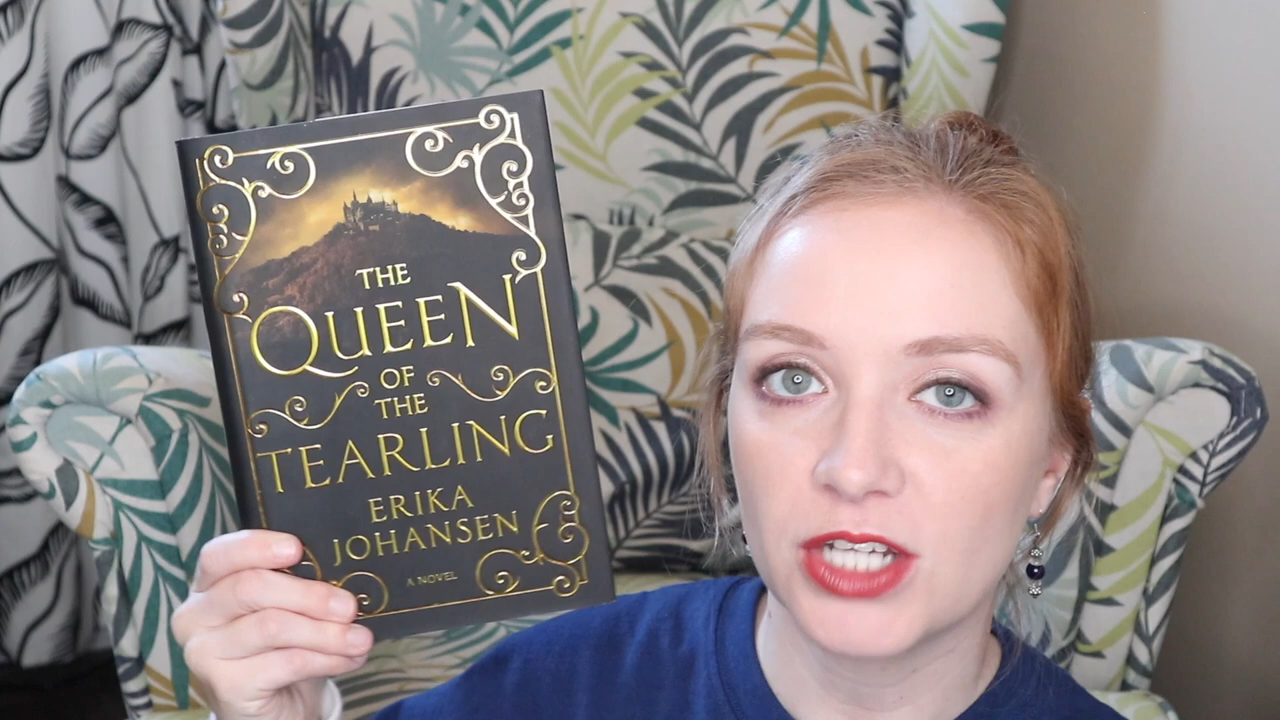 THE
QUEEN
OF
THE
TEARLING
ERIKA
JOHANSEN
A NOVEL